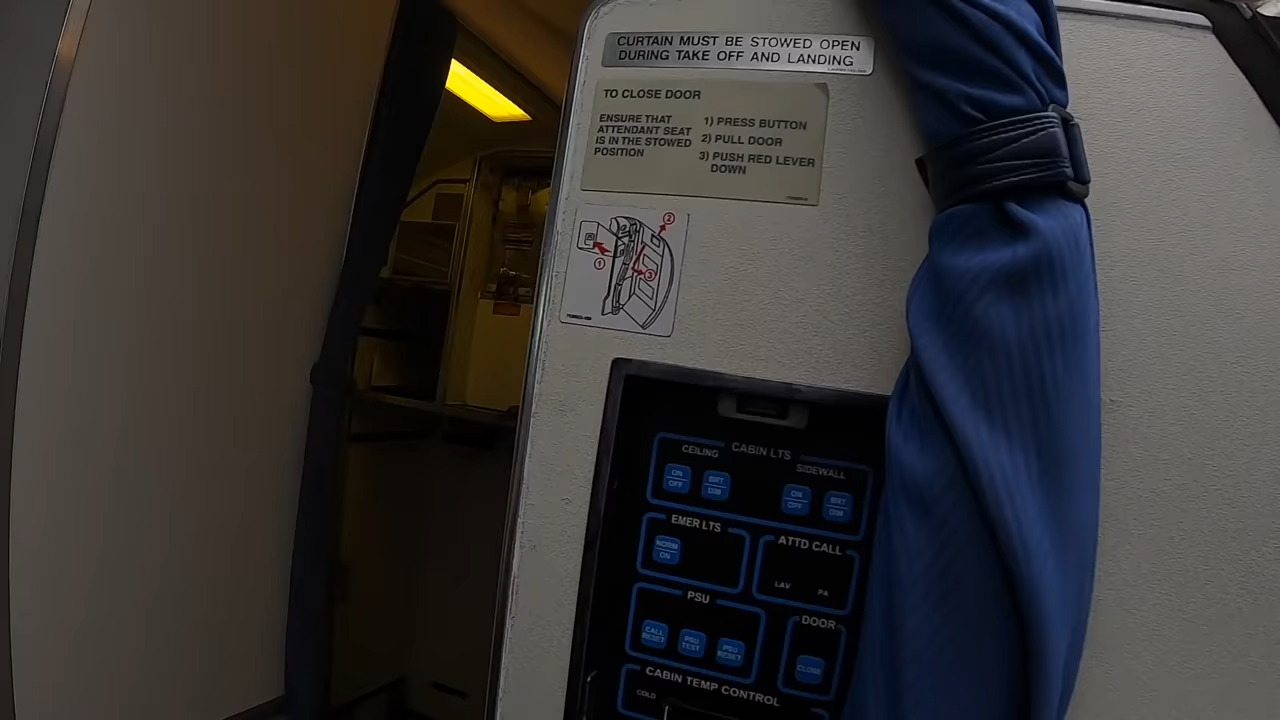 CURTAIN MUST BE STOWED OPEN
DURING TAKE OFF AND LANDING
TO CLOSE DOOR
ENSURE THAT
ATTENDANT SEAT
IS IN THE STOWED
POSITION
1) PRESS BUTTON
2) PULL DOOR
3) PUSH RED LEVER
DOWN
2
1
3
CABIN LTS
CEILING
SIDEWALL
ON
OFF
BRT
DIM
ON
OFF
BRT
DIM
EMER LTS
NORM
ON
ATTD CALL
LAV
PA
PSU
CALL
RESET
PSU
TEST
PSU
RESET
DOOR
CLOSE
CABIN TEMP CONTROL
COLD